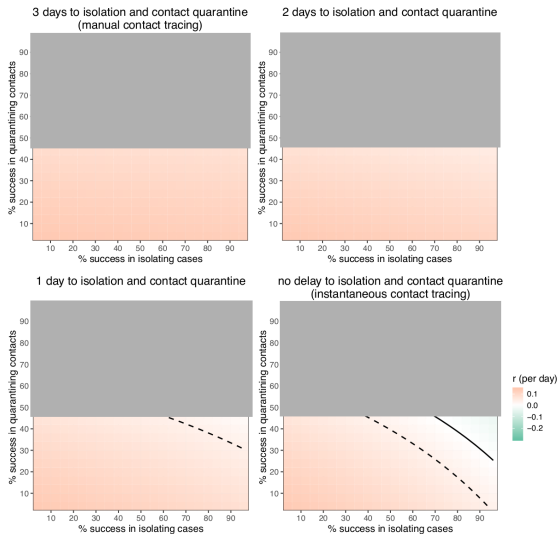 3 days to isolation and contact quarantine
(manual contact tracing)
2 days to isolation and contact quarantine
% success in quarantining contacts
90
80
70
60
50
40
30
20
10
10 20 30 40 50 60 70 80 90
% success in isolating cases
% success in quarantining contacts
90
80
70
60
50
40
30
20
10
10 20 30 40 50 60 70 80 90
% success in isolating cases
1 day to isolation and contact quarantine
no delay to isolation and contact quarantine
(instantaneous contact tracing)
% success in quarantining contacts
90
80
70
60
50
40
30
20
10
10 20 30 40 50 60 70 80 90
% success in isolating cases
% success in quarantining contacts
90
80
70
60
50
40
30
20
10
10 20 30 40 50 60 70 80 90
% success in isolating cases
r (per day)
0.1
0.0
−0.1
−0.2